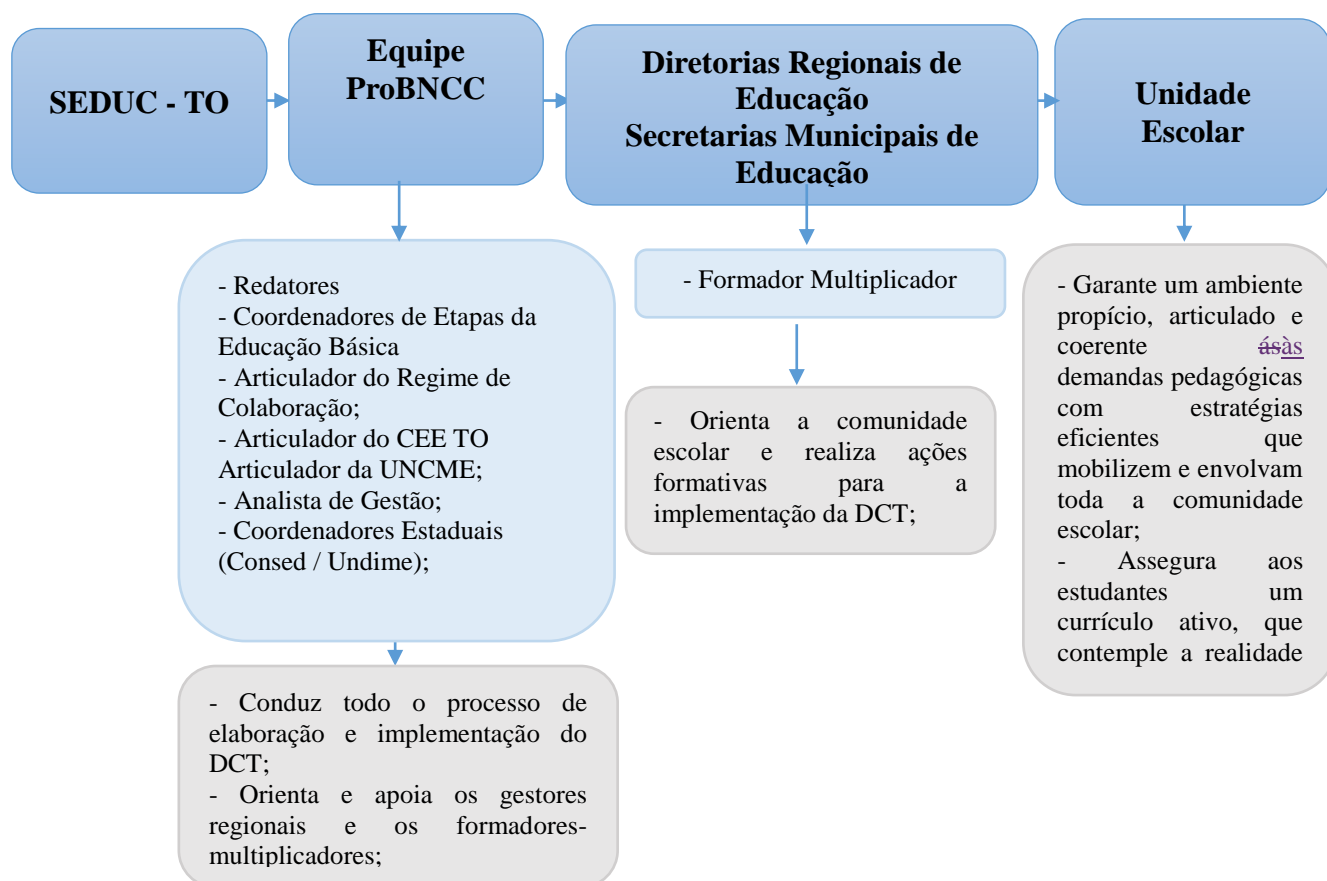 SEDUC - TO
Equipe
ProBNCC
Diretorias Regionais de
Educação
Secretarias Municipais de
Educação
Unidade
Escolar
- Redatores
- Coordenadores de Etapas da
Educação Básica
- Articulador do Regime de
Colaboração;
- Articulador do CEE TO
Articulador da UNCME;
- Analista de Gestão;
- Coordenadores Estaduais
(Consed / Undime);
- Conduz todo o processo de
elaboração e implementação do
DCT;
- Orienta e apoia os gestores
regionais e os formadores-
multiplicadores;
- Formador Multiplicador
- Orienta a comunidade
escolar e realiza ações
formativas para a
implementação da DCT;
- Garante um ambiente
propício, articulado e
coerente ásàs
demandas pedagógicas
com estratégias
eficientes que
mobilizem e envolvam
toda a comunidade
escolar;
- Assegura aos
estudantes um
currículo ativo, que
contemple a realidade